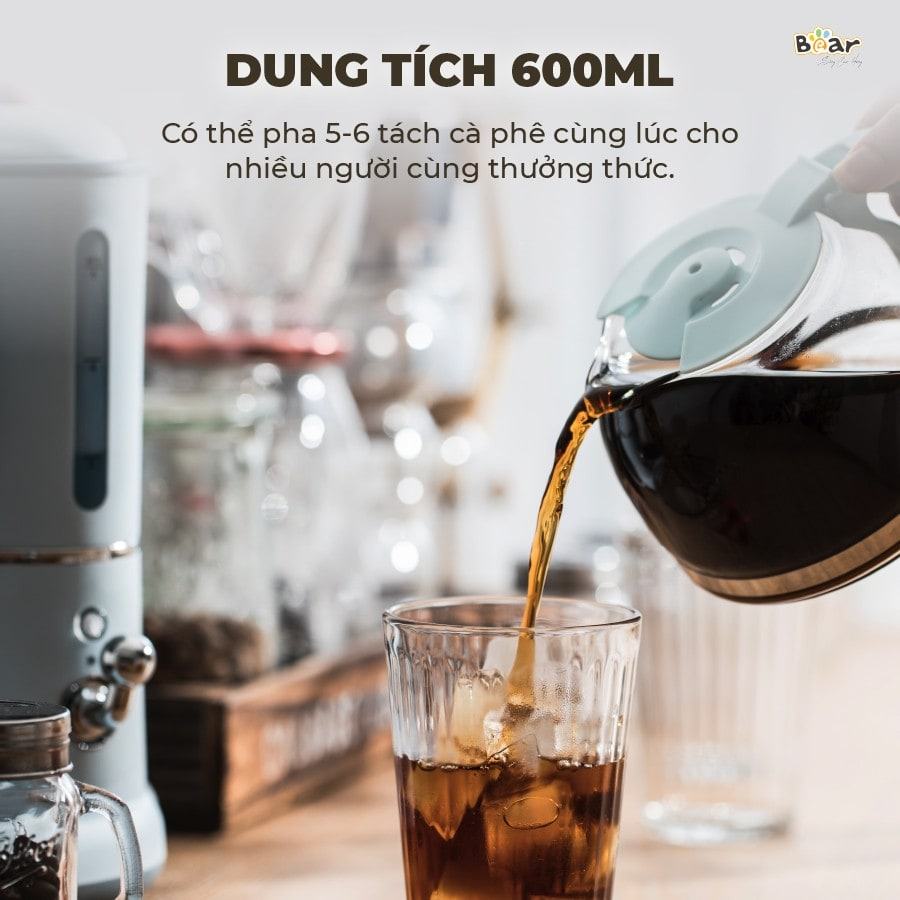 Bear
DUNG TÍCH 600ML
Có thể pha 5-6 tách cà phê cùng lúc cho
nhiều người cùng thưởng thức.